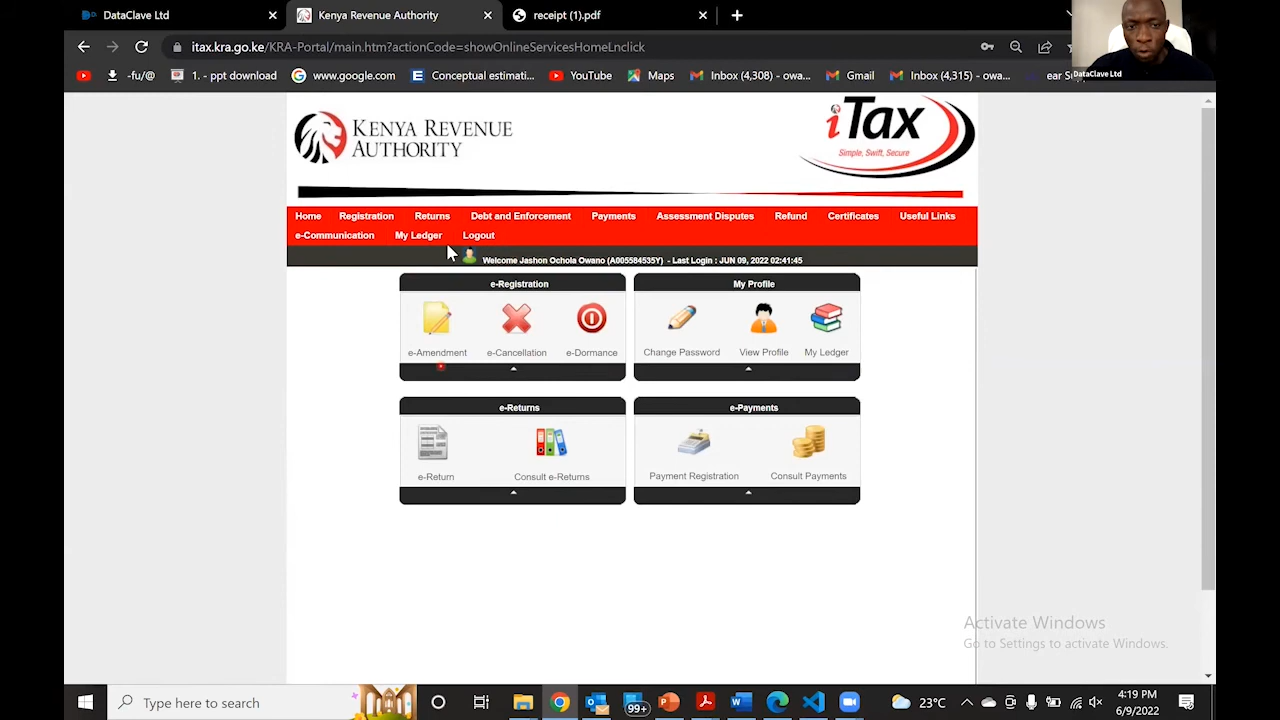 DataClave Ltd
Kenya Revenue Authority
receipt (1).pdf
itax.kra.go.ke/KRA-Portal/main.htm?actionCode=showOnlineServicesHomeLnclick
DataClave Ltd
-fu/@
1. - ppt download
www.google.com
Conceptual estimati...
YouTube
Maps
Inbox (4,308) - owa...
Gmail
Inbox (4,315) - owa...
KENYA REVENUE
AUTHORITY
iTax
Simple, Swift, Secure
Home Registration Returns Debt and Enforcement Payments Assessment Disputes Refund Certificates Useful Links
e-Communication My Ledger Logout
Welcome Jashon Ochola Owano (A005584535Y) - Last Login : JUN 09, 2022 02:41:45
e-Registration
My Profile
e-Amendment e-Cancellation e-Dormance
Change Password View Profile My Ledger
e-Returns
e-Payments
e-Return Consult e-Returns
Payment Registration Consult Payments
Activate Windows
Go to Settings to activate Windows.
Type here to search
99+
23°C
4:19 PM
6/9/2022